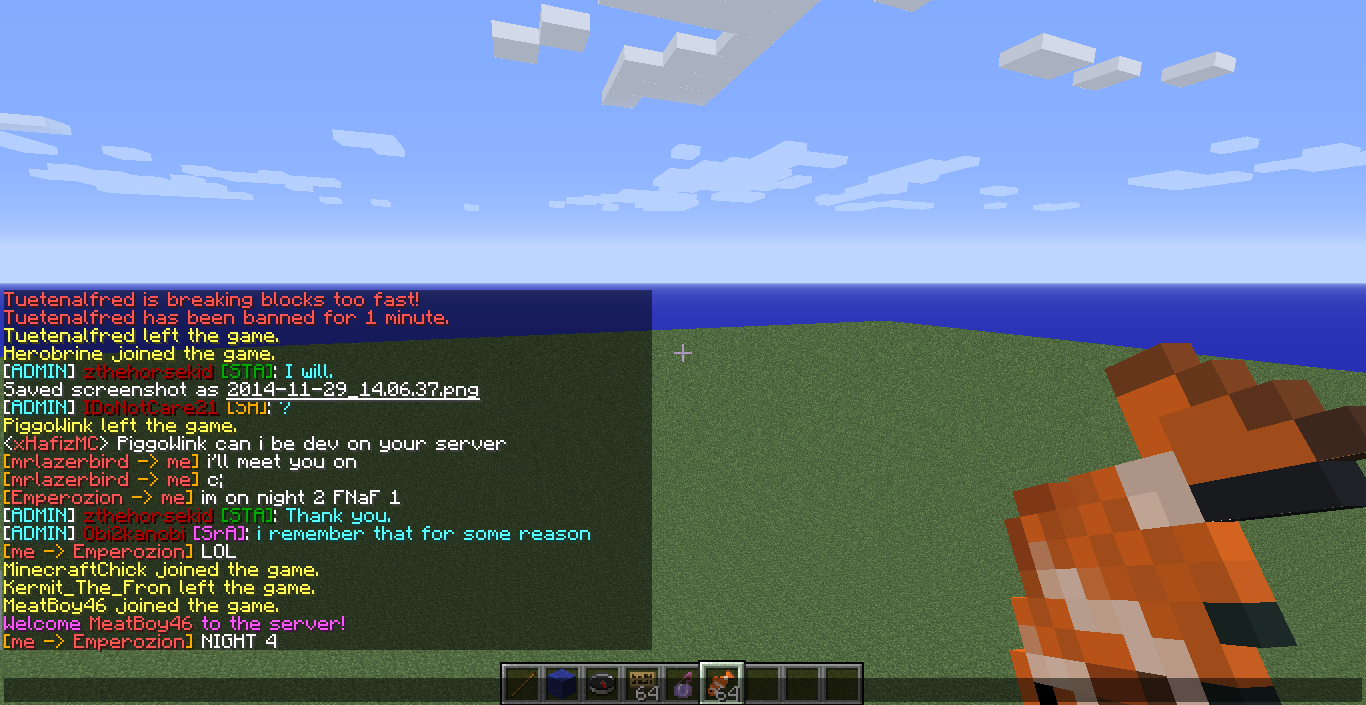 Tuetenalfred is breaking blocks too fast!
Tuetenalfred has been banned for 1 minute.
Tuetenalfred left the game.
Herobrine joined the game.
[ADMIN] zthehorsekid [STA]: I will.
Saved screenshot as 2014-11-29_14.06.37.png
[ADMIN] IDoNotCare21 [SA]: ?
PiggoWink left the game.
<xHafizMC> PiggoWink can i be dev on your server
[mrlazerbird -> me] i'll meet you on
[mrlazerbird -> me] c;
[Emperozion -> me] im on night 2 FNaF 1
[ADMIN] zthehorsekid [STA]: Thank you.
[ADMIN] Obi2kanobi [SrA]: i remember that for some reason
[me -> Emperozion] LOL
MinecraftChick joined the game.
Kermit_The_Fron left the game.
MeatBoy46 joined the game.
Welcome MeatBoy46 to the server!
[me -> Emperozion] NIGHT 4
64 64